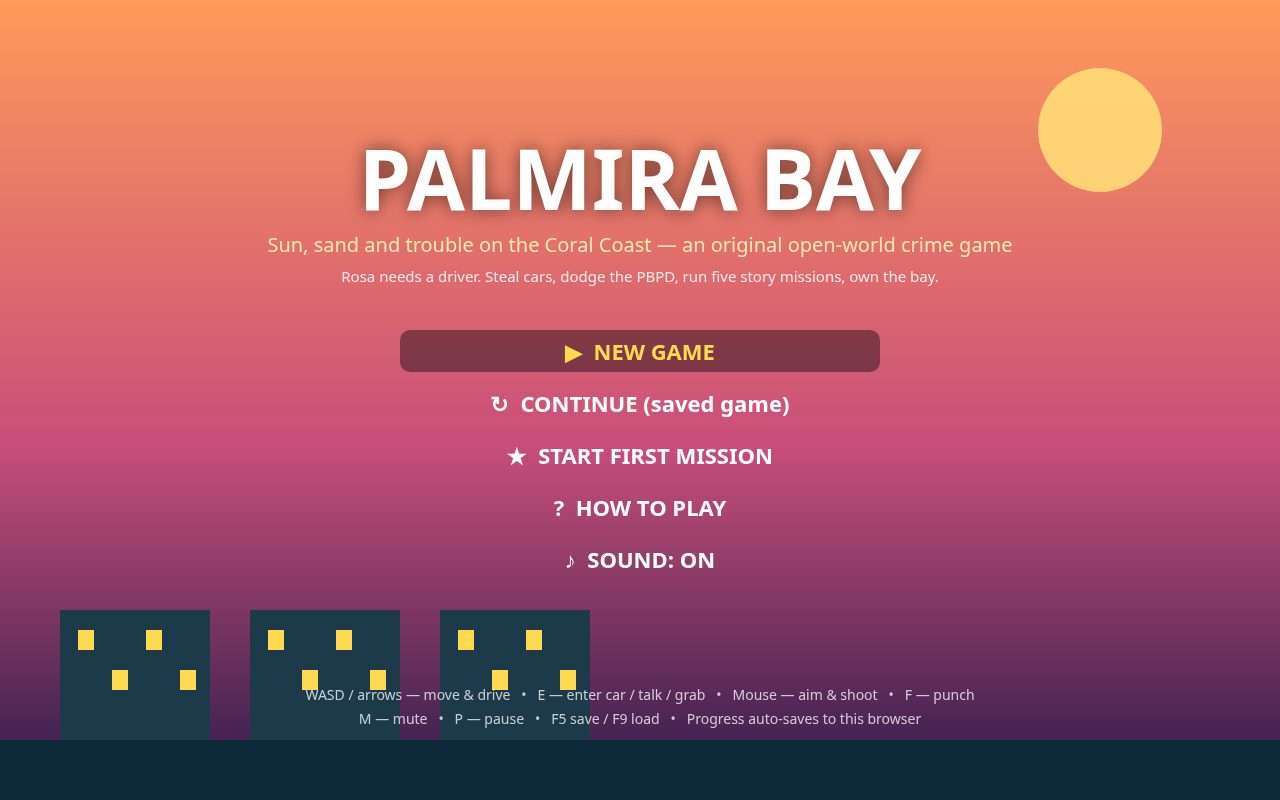 PALMIRA BAY
Sun, sand and trouble on the Coral Coast — an original open-world crime game
Rosa needs a driver. Steal cars, dodge the PBPD, run five story missions, own the bay.
▶ NEW GAME
↻ CONTINUE (saved game)
★ START FIRST MISSION
? HOW TO PLAY
♪ SOUND: ON
WASD / arrows — move & drive • E — enter car / talk / grab • Mouse — aim & shoot • F — punch
M — mute • P — pause • F5 save / F9 load • Progress auto-saves to this browser